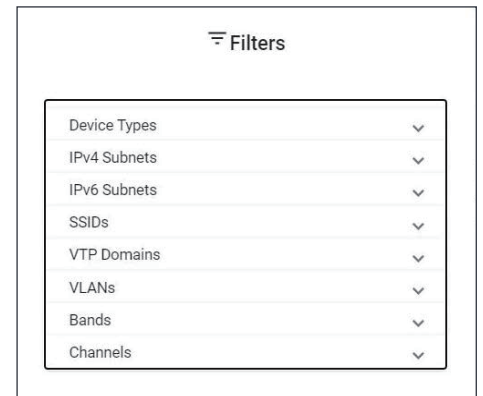 Filters
Device Types
IPv4 Subnets
IPv6 Subnets
SSIDs
VTP Domains
VLANs
Bands
Channels